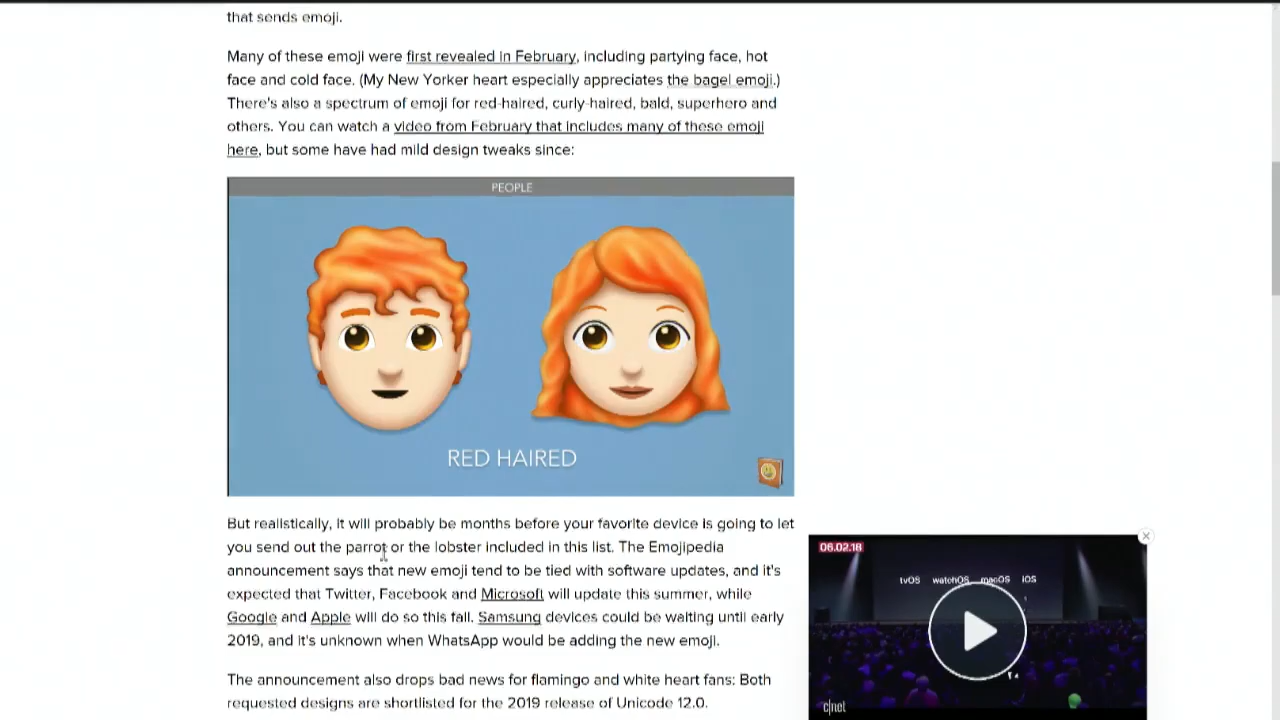 that sends emoji.
Many of these emoji were first revealed in February, including partying face, hot
face and cold face. (My New Yorker heart especially appreciates the bagel emoji.)
There's also a spectrum of emoji for red-haired, curly-haired, bald, superhero and
others. You can watch a video from February that includes many of these emoji
here, but some have had mild design tweaks since:
PEOPLE
RED HAIRED
But realistically, it will probably be months before your favorite device is going to let
you send out the parrot or the lobster included in this list. The Emojipedia
announcement says that new emoji tend to be tied with software updates, and it's
expected that Twitter, Facebook and Microsoft will update this summer, while
Google and Apple will do so this fall. Samsung devices could be waiting until early
2019, and it's unknown when WhatsApp would be adding the new emoji.
The announcement also drops bad news for flamingo and white heart fans: Both
requested designs are shortlisted for the 2019 release of Unicode 12.0.
06.02.18
tvOS watchOS macOS iOS
c|net